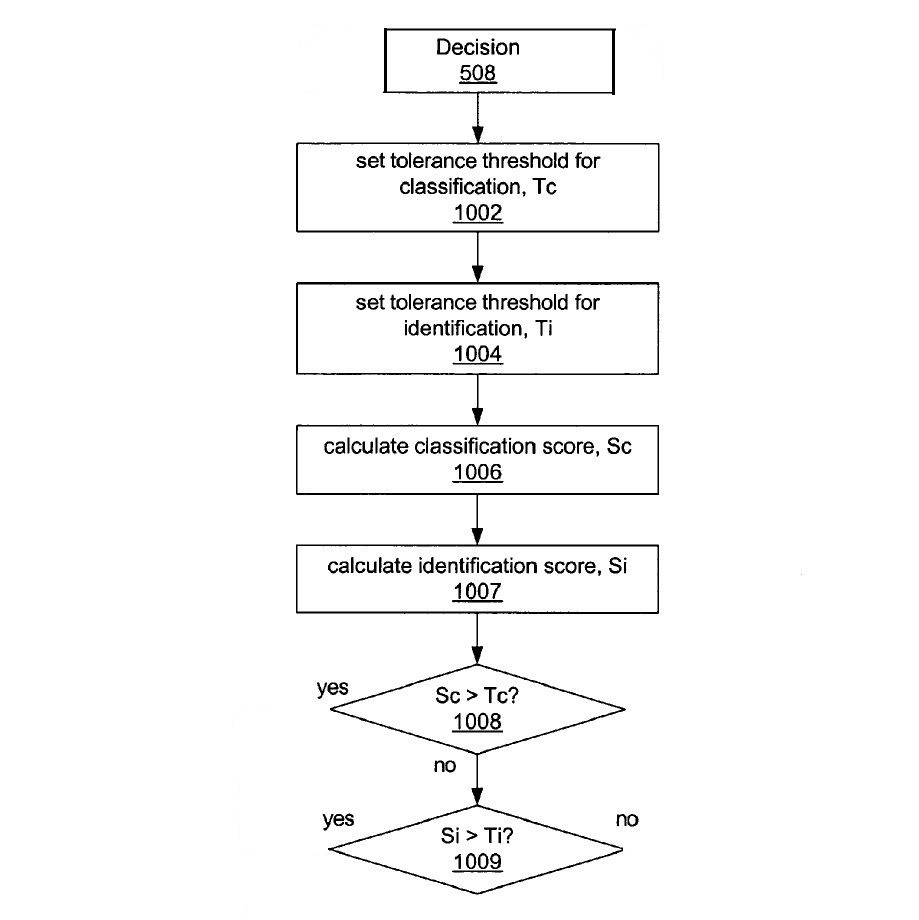 Decision
508
set tolerance threshold for
classification, Tc
1002
set tolerance threshold for
identification, Ti
1004
calculate classification score, Sc
1006
calculate identification score, Si
1007
yes
Sc > Tc?
1008
no
yes
no
Si > Ti?
1009